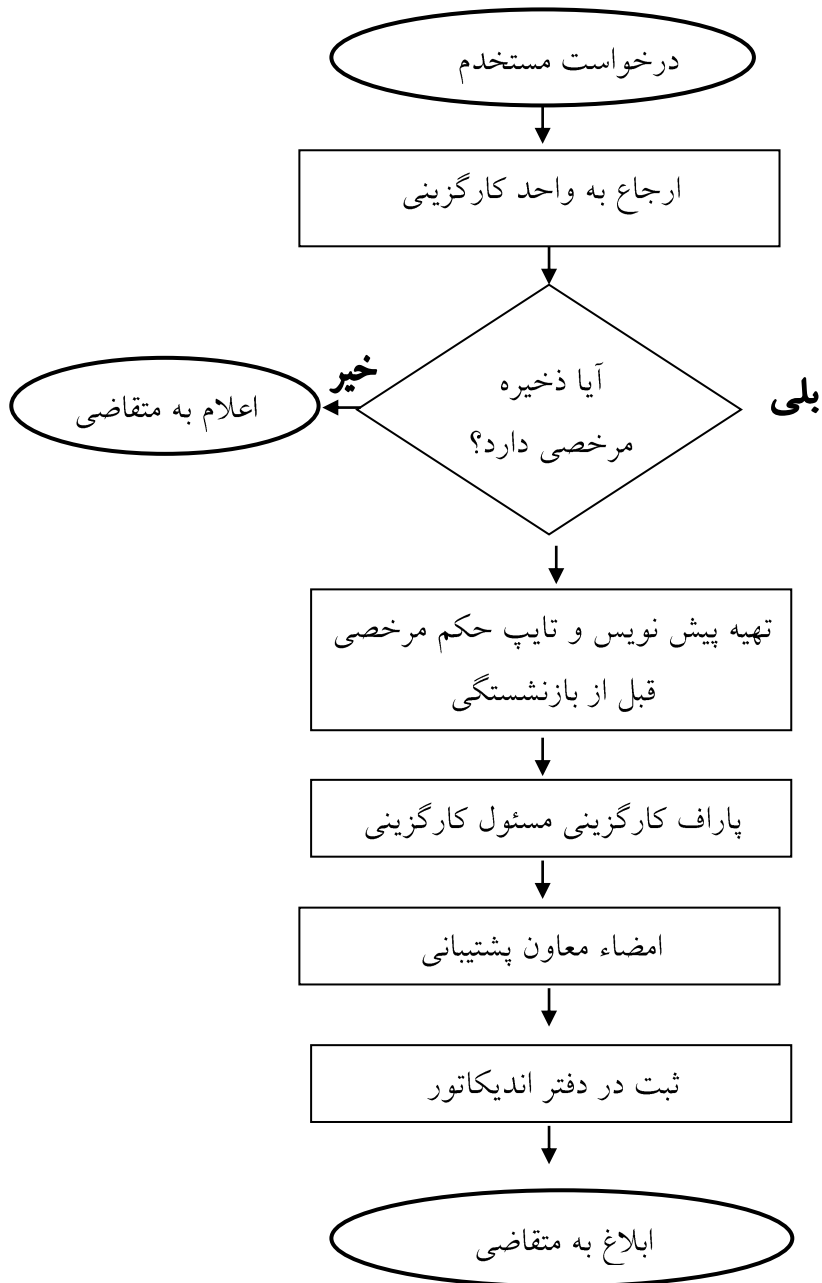 درخواست مستخدم
ارجاع به واحد کارگزینی
آیا ذخیره
مرخصی دارد؟
بلی
خیر
اعلام به متقاضی
تهیه پیش نویس و تایپ حکم مرخصی
قبل از بازنشستگی
پاراف کارگزینی مسئول کارگزینی
امضاء معاون پشتیبانی
ثبت در دفتر اندیکاتور
ابلاغ به متقاضی